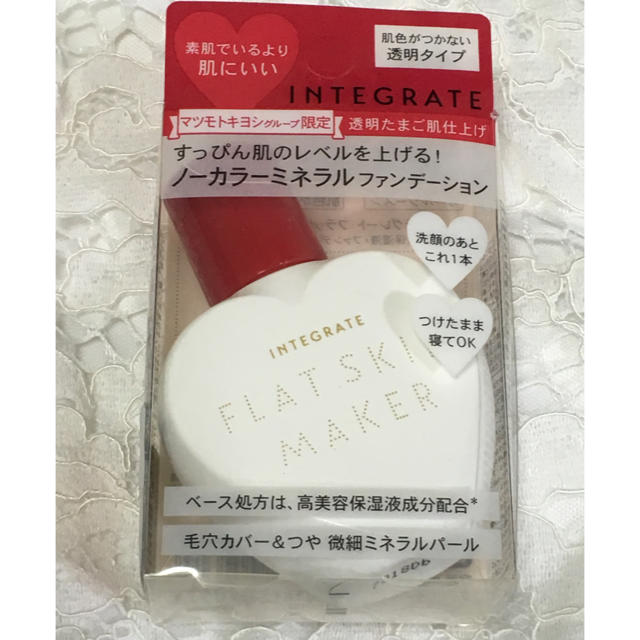 素肌でいるより
肌にいい
肌色がつかない
透明タイプ
INTEGRATE
マツモトキヨシグループ限定
透明たまご肌仕上げ
すっぴん肌のレベルを上げる!
ノーカラーミネラル ファンデーション
洗顔のあと
これ1本
つけたまま
寝てOK
INTEGRATE
FLAT SKIN
MAKER
ベース処方は、高美容保湿液成分配合*
毛穴カバー&つや 微細ミネラルパール